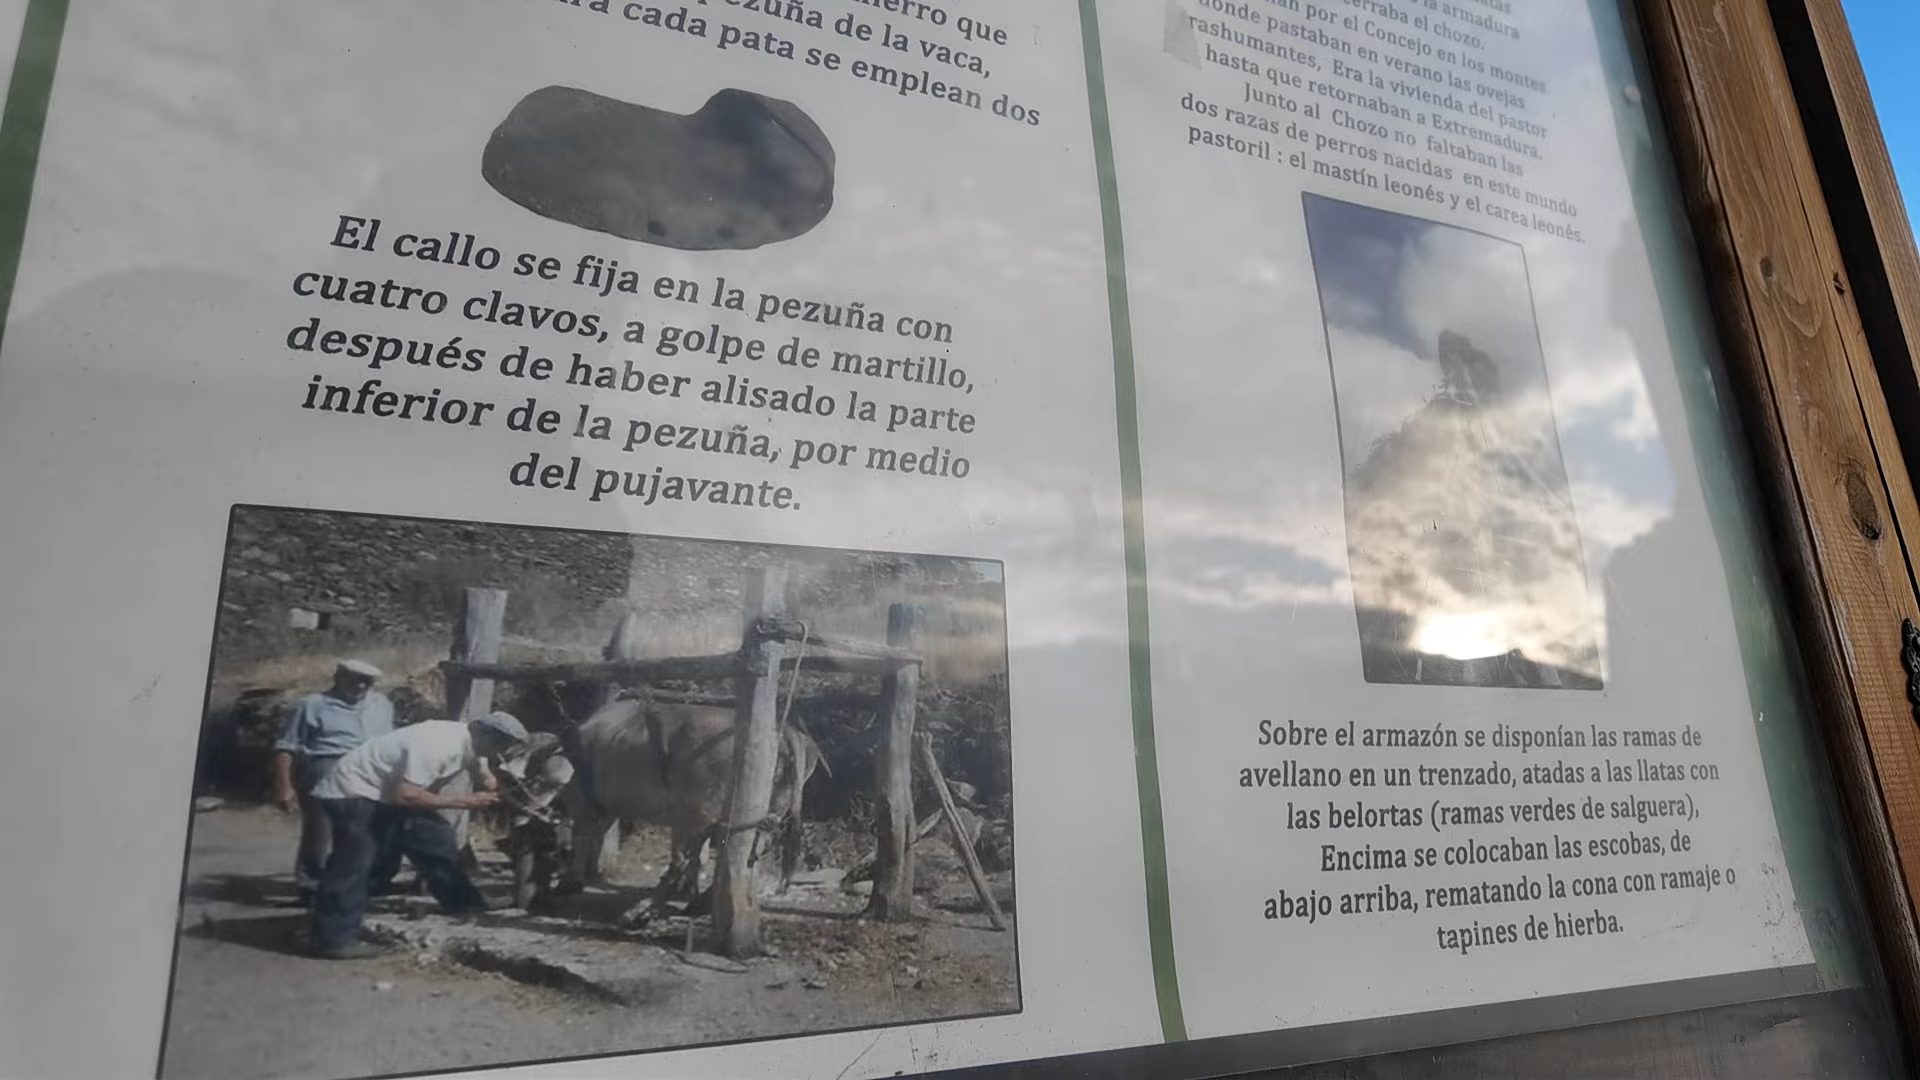 hierro que
pezuña de la vaca,
cada pata se emplean dos
El callo se fija en la pezuña con
cuatro clavos, a golpe de martillo,
después de haber alisado la parte
inferior de la pezuña, por medio
del pujavante.
la armadura
cerraba el chozo.
por el Concejo en los montes
donde pastaban en verano las ovejas
rashumantes, Era la vivienda del pastor
hasta que retornaban a Extremadura.
Junto al Chozo no faltaban las
dos razas de perros nacidas en este mundo
pastoril : el mastín leonés y el carea leonés.
Sobre el armazón se disponían las ramas de
avellano en un trenzado, atadas a las llatas con
las belortas (ramas verdes de salguera),
Encima se colocaban las escobas, de
abajo arriba, rematando la cona con ramaje o
tapines de hierba.